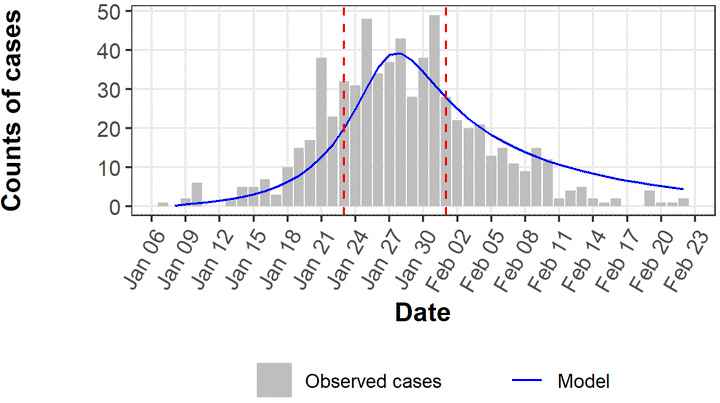 Counts of cases
50
40
30
20
10
0
Jan 06 Jan 09 Jan 12 Jan 15 Jan 18 Jan 21 Jan 24 Jan 27 Jan 30 Feb 02 Feb 05 Feb 08 Feb 11 Feb 14 Feb 17 Feb 20 Feb 23
Date
Observed cases Model